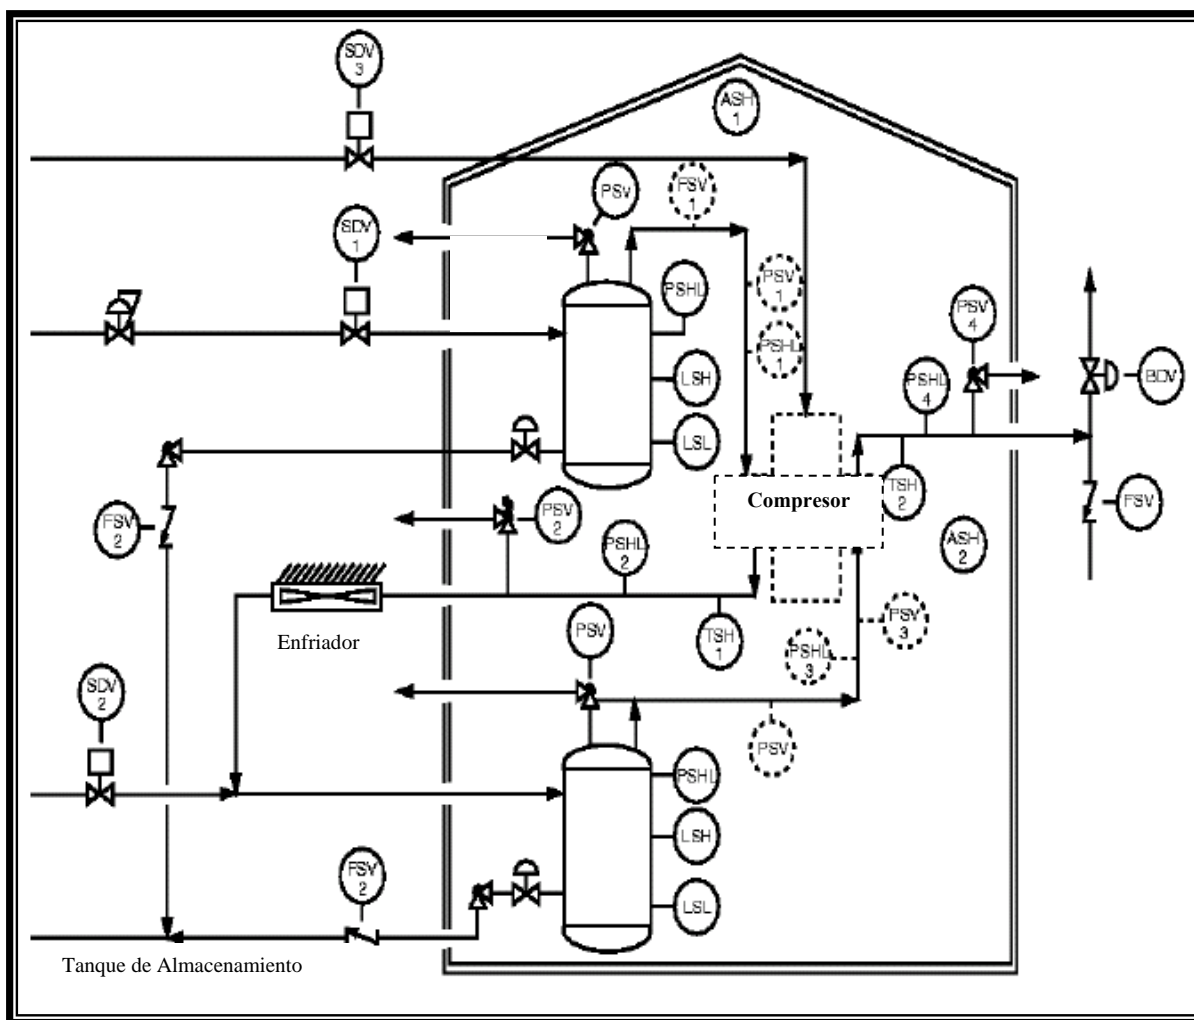 SDV
3
ASH
1
PSV
FSV
1
SDV
1
PSV
1
PSHL
PSV
4
PSHL
1
BDV
PSHL
4
LSH
LSL
TSH
2
Compresor
FSV
2
PSV
2
FSV
PSHL
2
ASH
2
Enfriador
PSV
TSH
1
PSHL
3
PSV
3
SDV
2
PSV
PSHL
LSH
FSV
2
LSL
Tanque de Almacenamiento